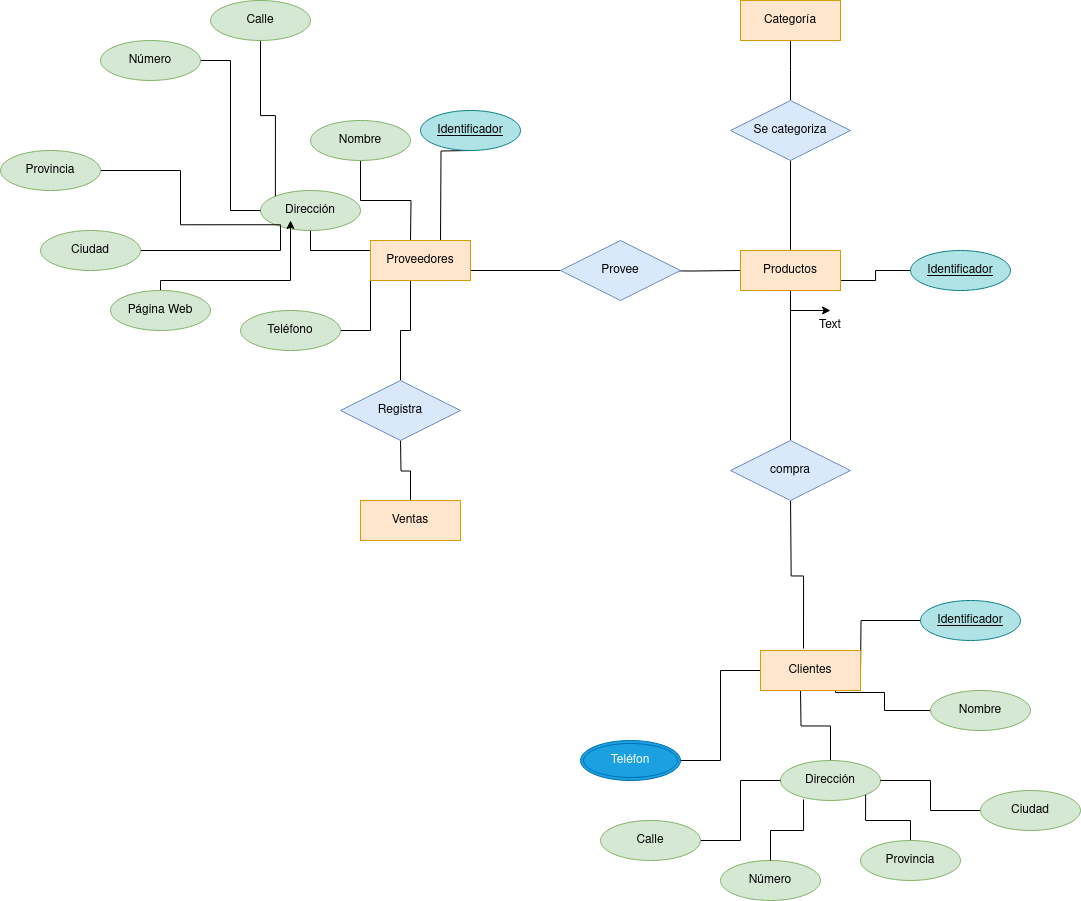 Calle
Categoría
Número
Se categoriza
Nombre
Identificador
Provincia
Dirección
Ciudad
Proveedores
Provee
Productos
Identificador
Página Web
Teléfono
Text
Registra
compra
Ventas
Identificador
Clientes
Nombre
Teléfon
Dirección
Ciudad
Calle
Provincia
Número